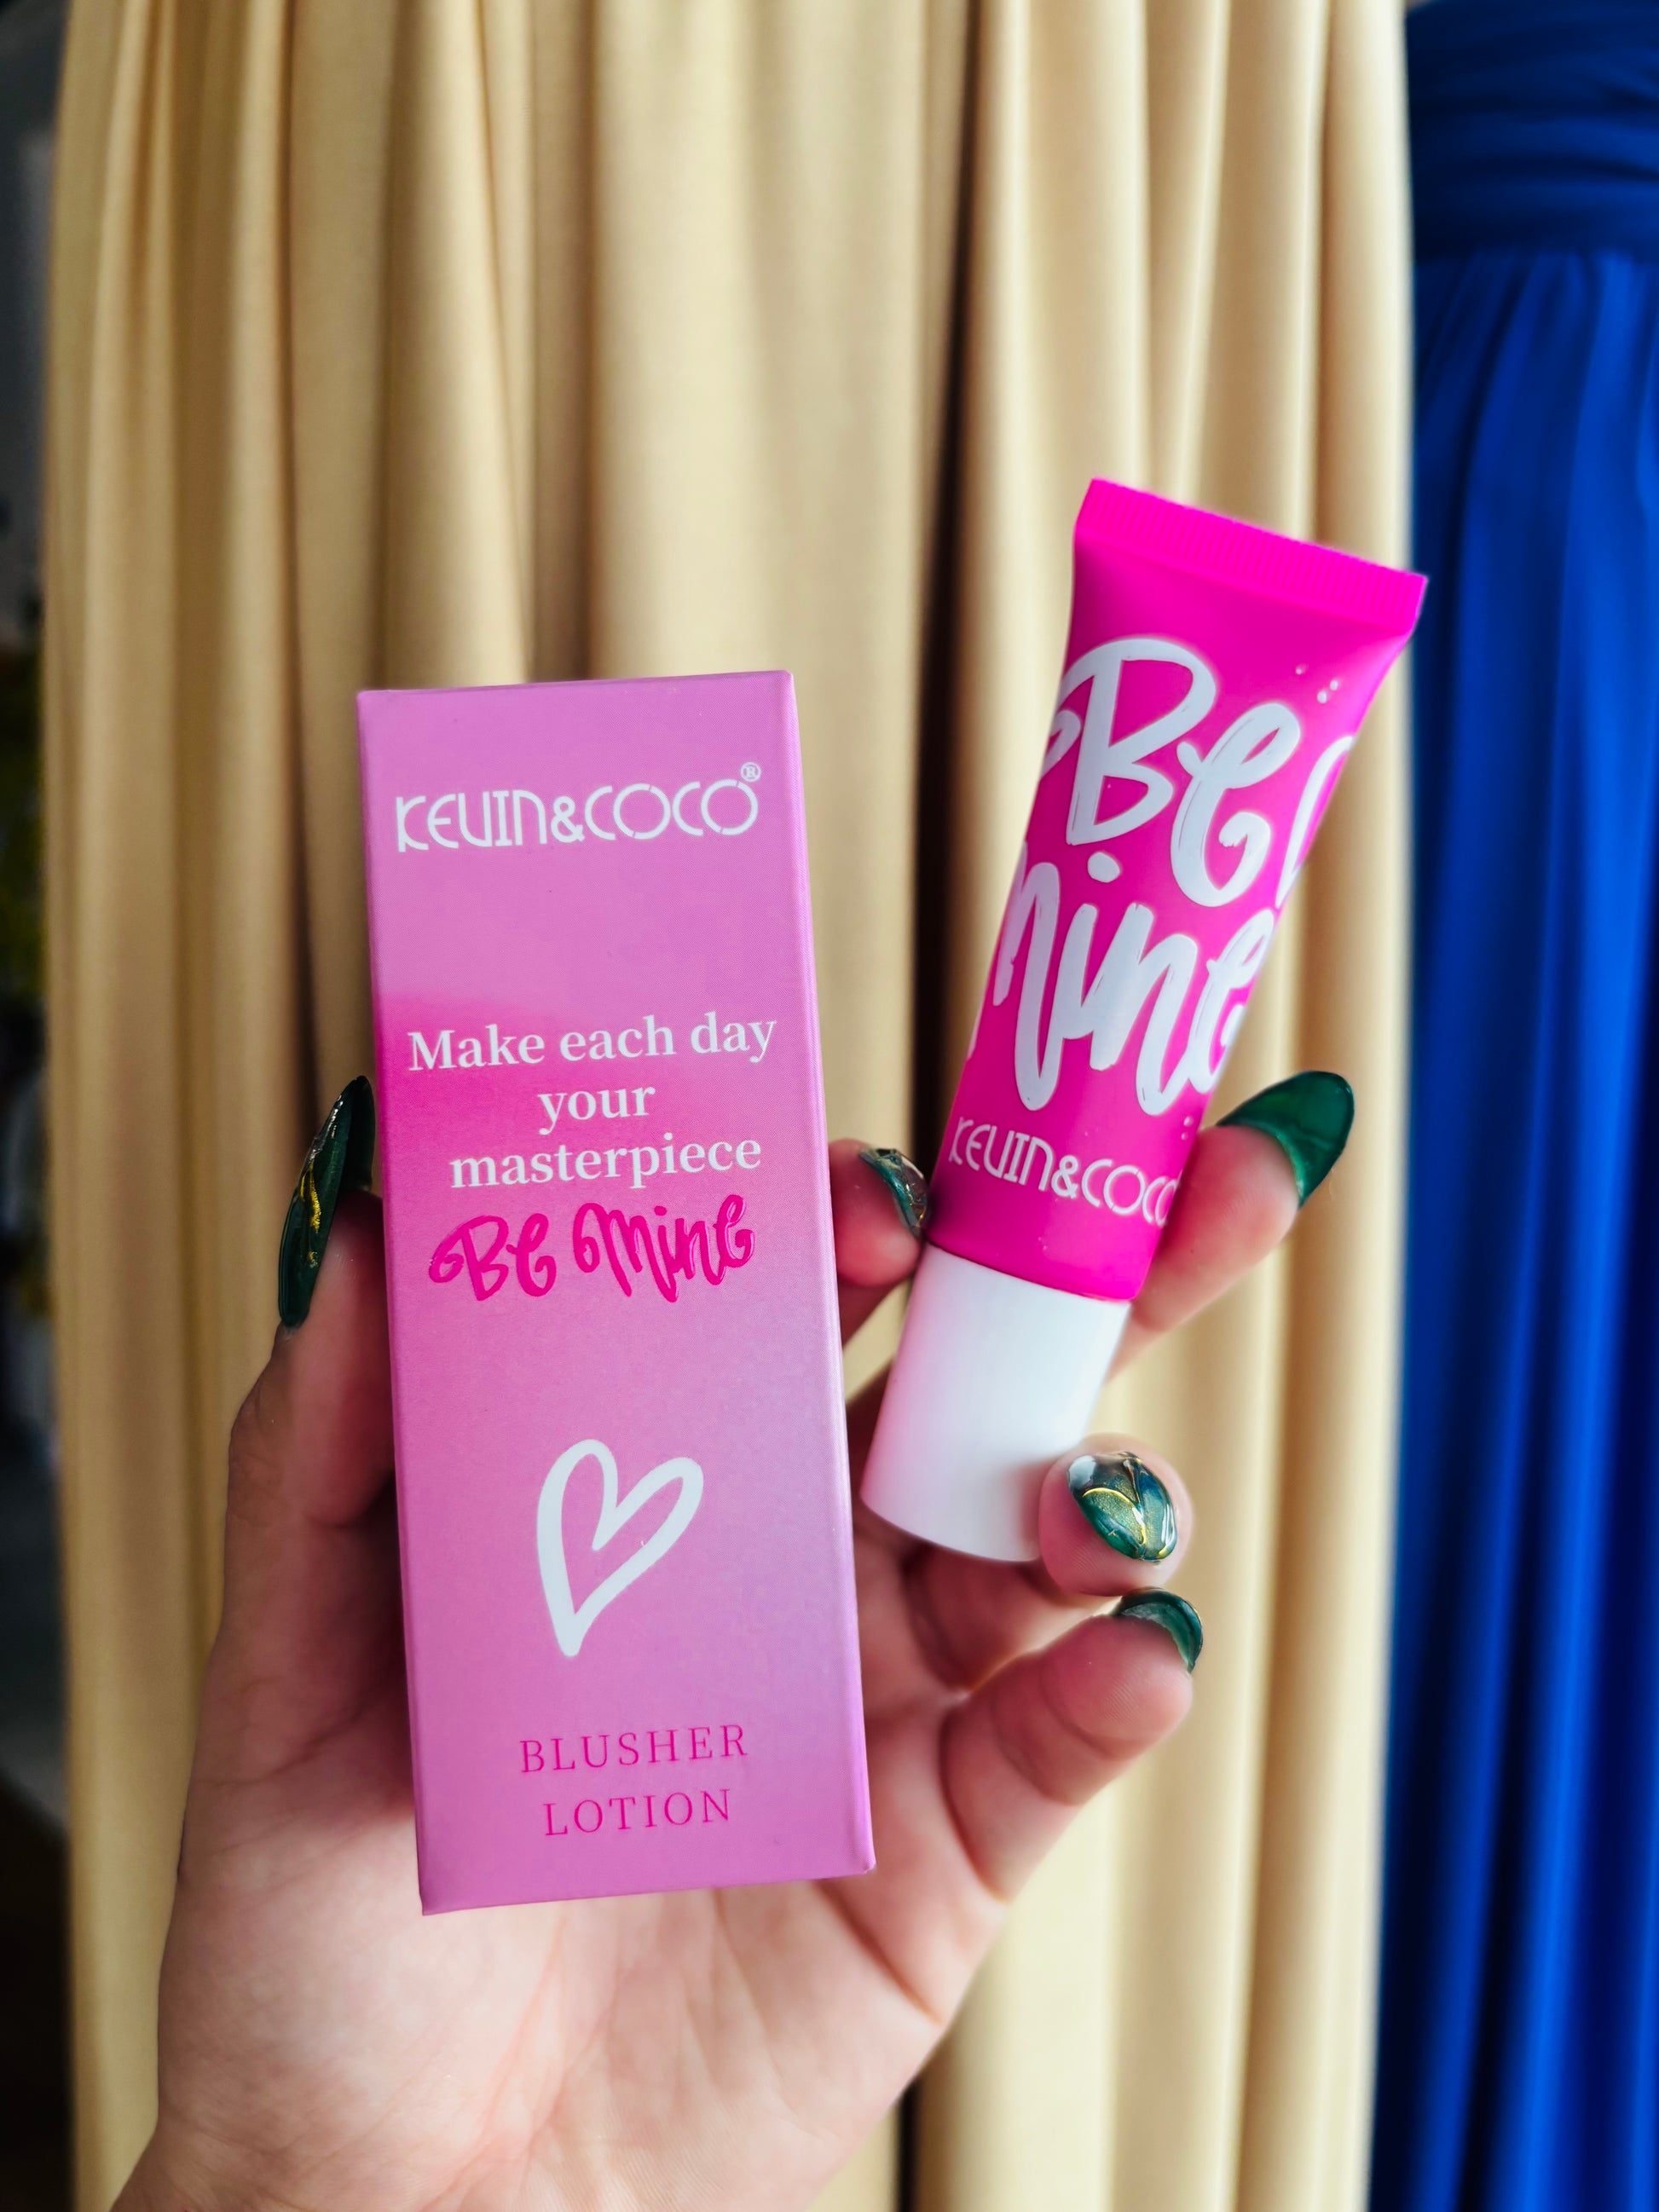 KEVIN&COCO®
Make each day
your
masterpiece
Be Mine
BLUSHER
LOTION
Be
Mine
KEVIN&COCO